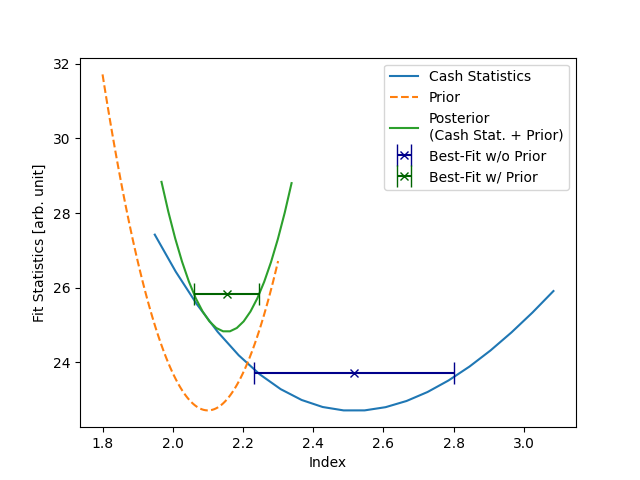 32
30
28
26
24
Fit Statistics [arb. unit]
1.8 2.0 2.2 2.4 2.6 2.8 3.0
Index
Cash Statistics
Prior
Posterior
(Cash Stat. + Prior)
Best-Fit w/o Prior
Best-Fit w/ Prior